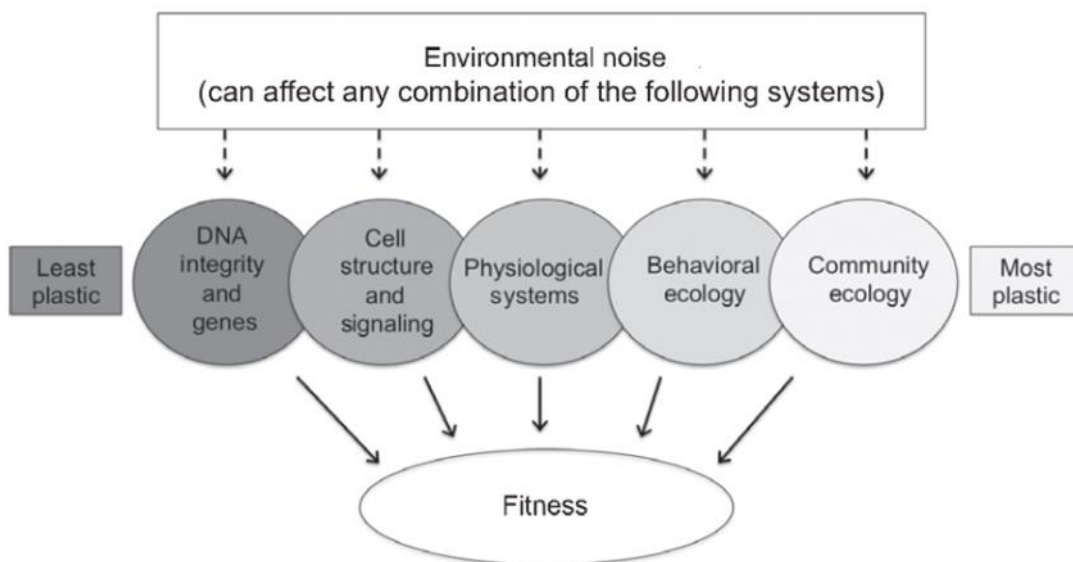 Environmental noise
(can affect any combination of the following systems)
Least
plastic
DNA
integrity
and
genes
Cell
structure
and
signaling
Physiological
systems
Behavioral
ecology
Community
ecology
Most
plastic
Fitness